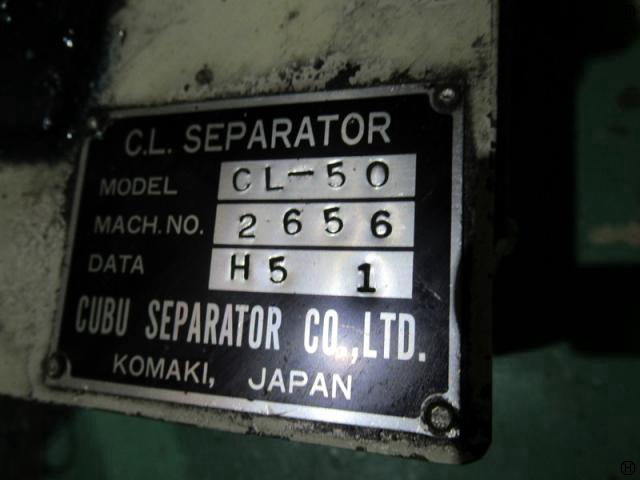 C.L. SEPARATOR
MODEL CL-50
MACH. NO. 2656
DATA H5 1
CUBU SEPARATOR CO.,LTD.
KOMAKI, JAPAN
H